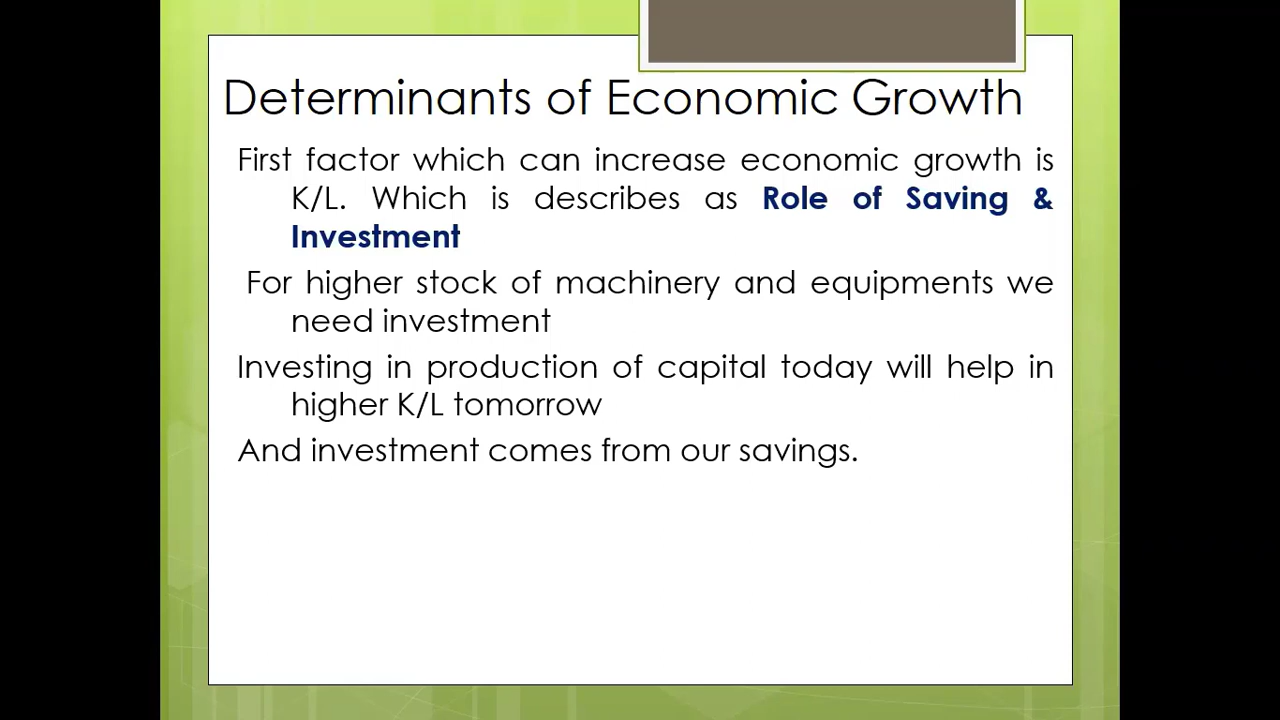 Determinants of Economic Growth
First factor which can increase economic growth is
K/L. Which is describes as Role of Saving &
Investment
For higher stock of machinery and equipments we
need investment
Investing in production of capital today will help in
higher K/L tomorrow
And investment comes from our savings.